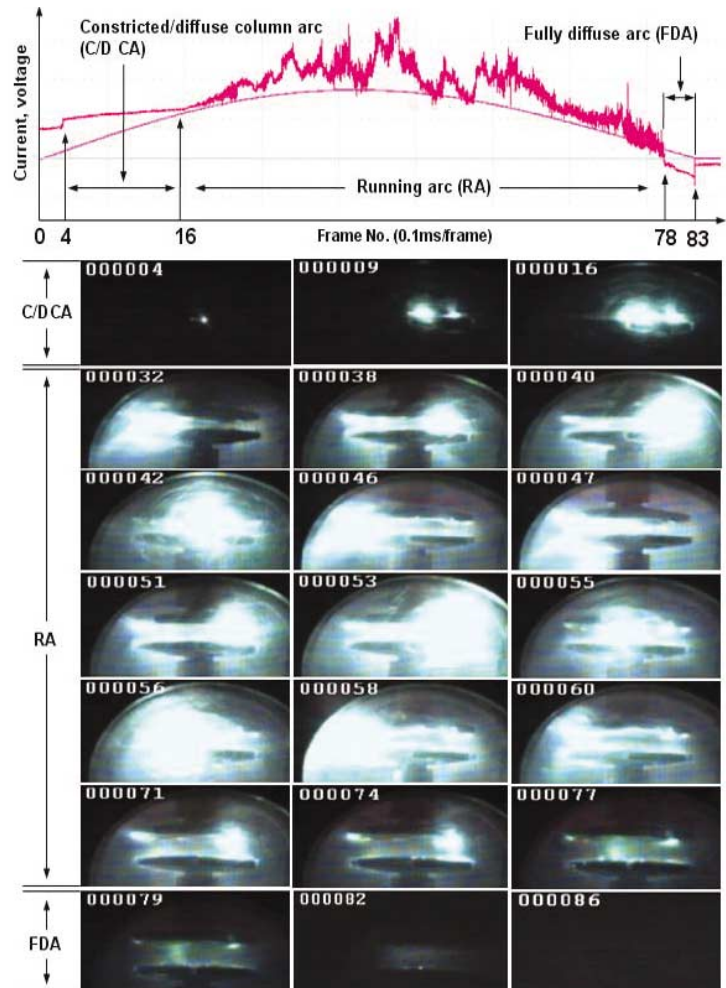 Constricted/diffuse column arc
(C/D CA)
Fully diffuse arc (FDA)
Current, voltage
Running arc (RA)
0 4 16 Frame No. (0.1ms/frame) 78 83
C/D CA
000004 000009 000016
RA
000032 000038 000040
000042 000046 000047
000051 000053 000055
000056 000058 000060
000071 000074 000077
FDA
000079 000082 000086